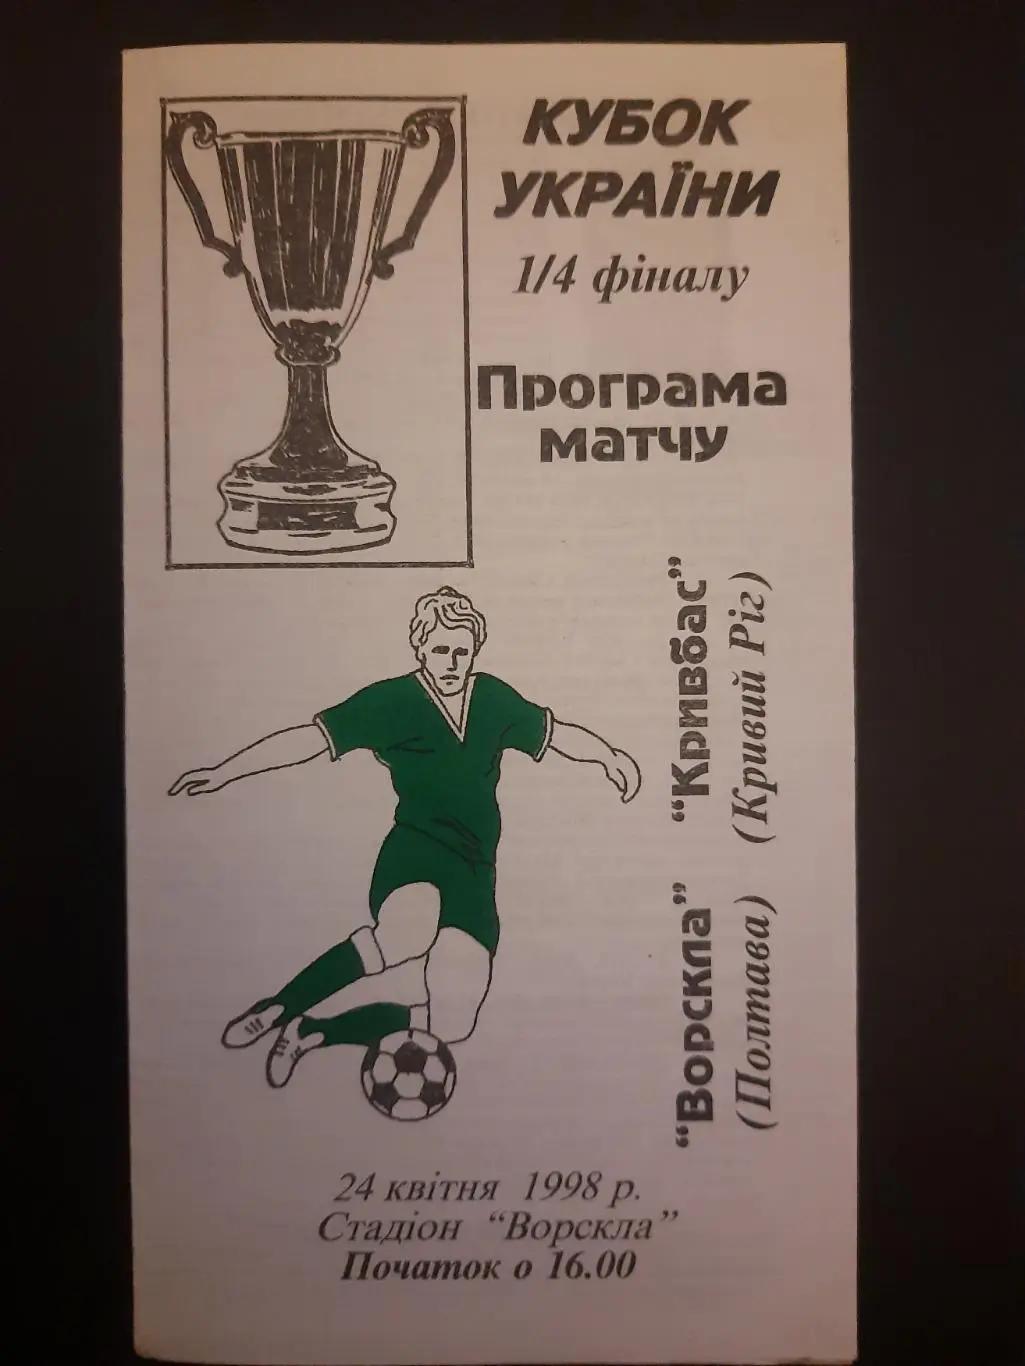 КУБОК
УКРАЇНИ
1/4 фіналу
Програма
матчу
"Ворскла" "Кривбас"
(Полтава) (Кривий Ріг)
24 квітня 1998 р.
Стадіон "Ворскла"
Початок о 16.00